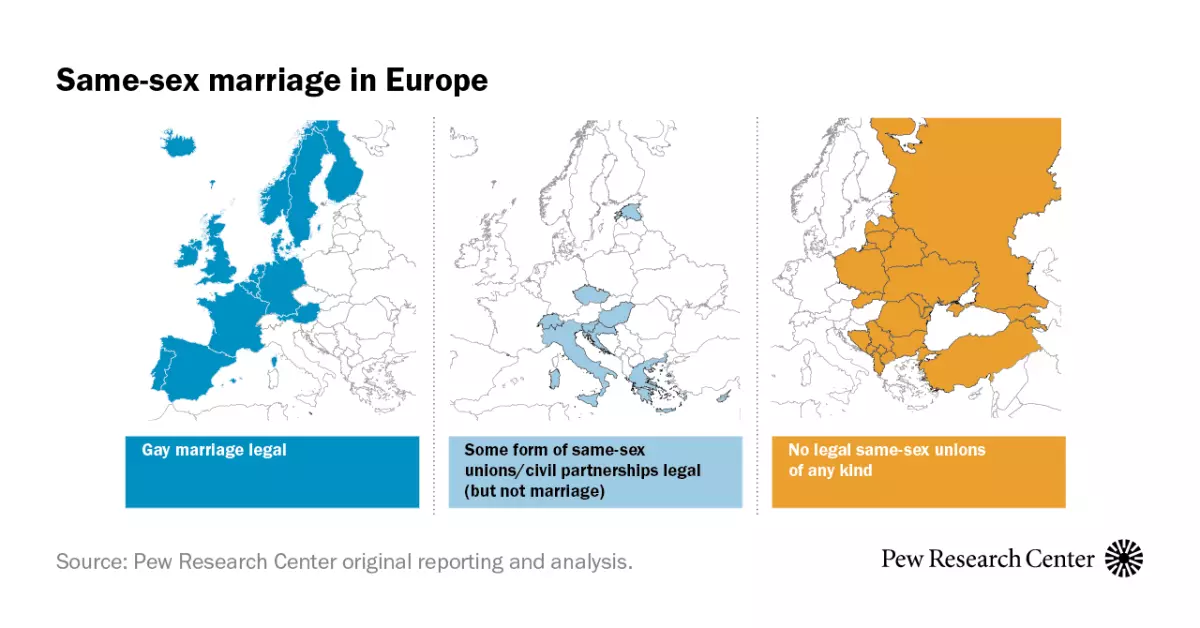 Same-sex marriage in Europe
Gay marriage legal
Some form of same-sex
unions/civil partnerships legal
(but not marriage)
No legal same-sex unions
of any kind
Source: Pew Research Center original reporting and analysis.
Pew Research Center